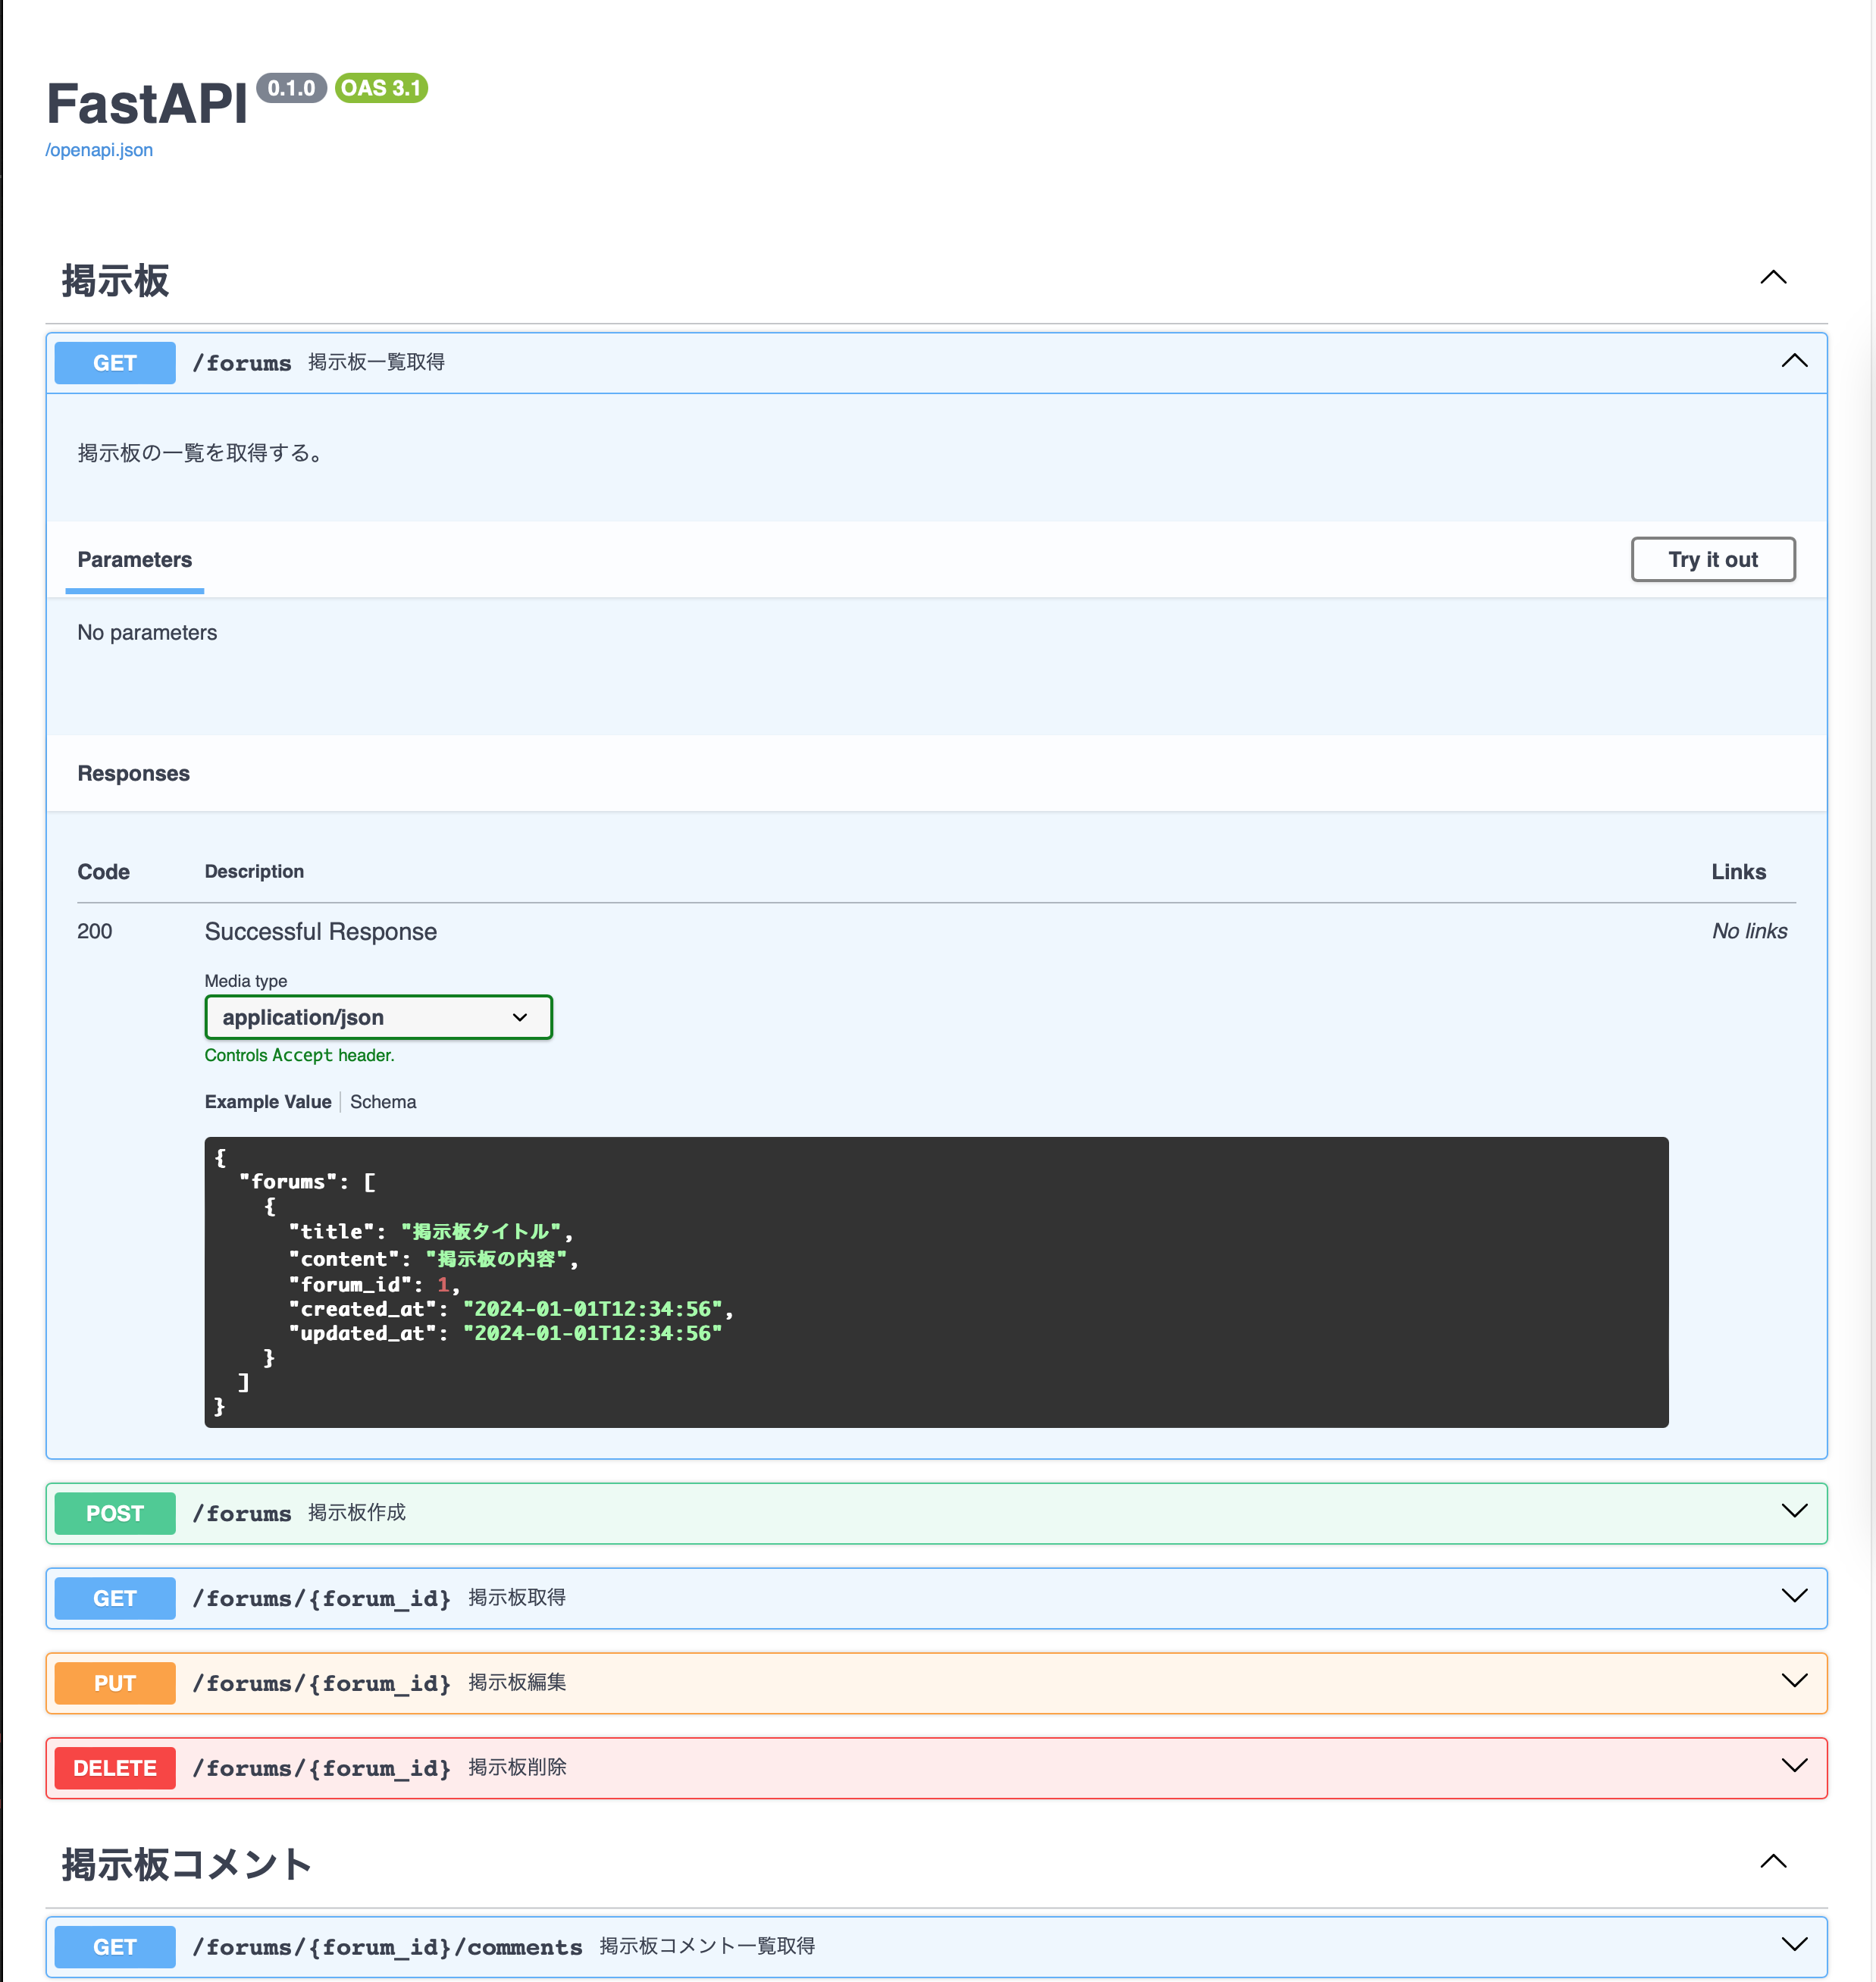 FastAPI 0.1.0 OAS 3.1
/openapi.json
掲示板
GET /forums 掲示板一覧取得
掲示板の一覧を取得する。
Parameters Try it out
No parameters
Responses
Code Description Links
200 Successful Response No links
Media type
application/json
Controls Accept header.
Example Value Schema
{
  "forums": [
    {
      "title": "掲示板タイトル",
      "content": "掲示板の内容",
      "forum_id": 1,
      "created_at": "2024-01-01T12:34:56",
      "updated_at": "2024-01-01T12:34:56"
    }
  ]
}
POST /forums 掲示板作成
GET /forums/{forum_id} 掲示板取得
PUT /forums/{forum_id} 掲示板編集
DELETE /forums/{forum_id} 掲示板削除
掲示板コメント
GET /forums/{forum_id}/comments 掲示板コメント一覧取得